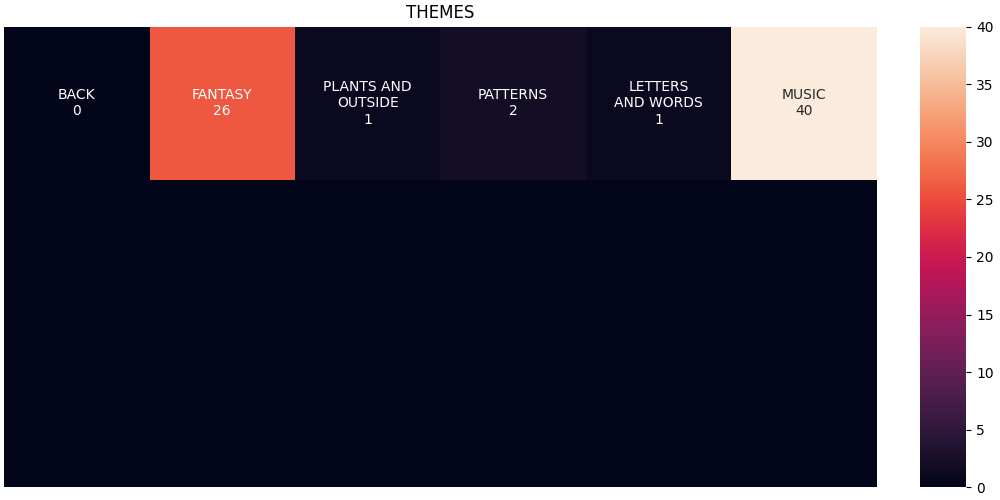 THEMES
BACK
0
FANTASY
26
PLANTS AND
OUTSIDE
1
PATTERNS
2
LETTERS
AND WORDS
1
MUSIC
40
40
35
30
25
20
15
10
5
0